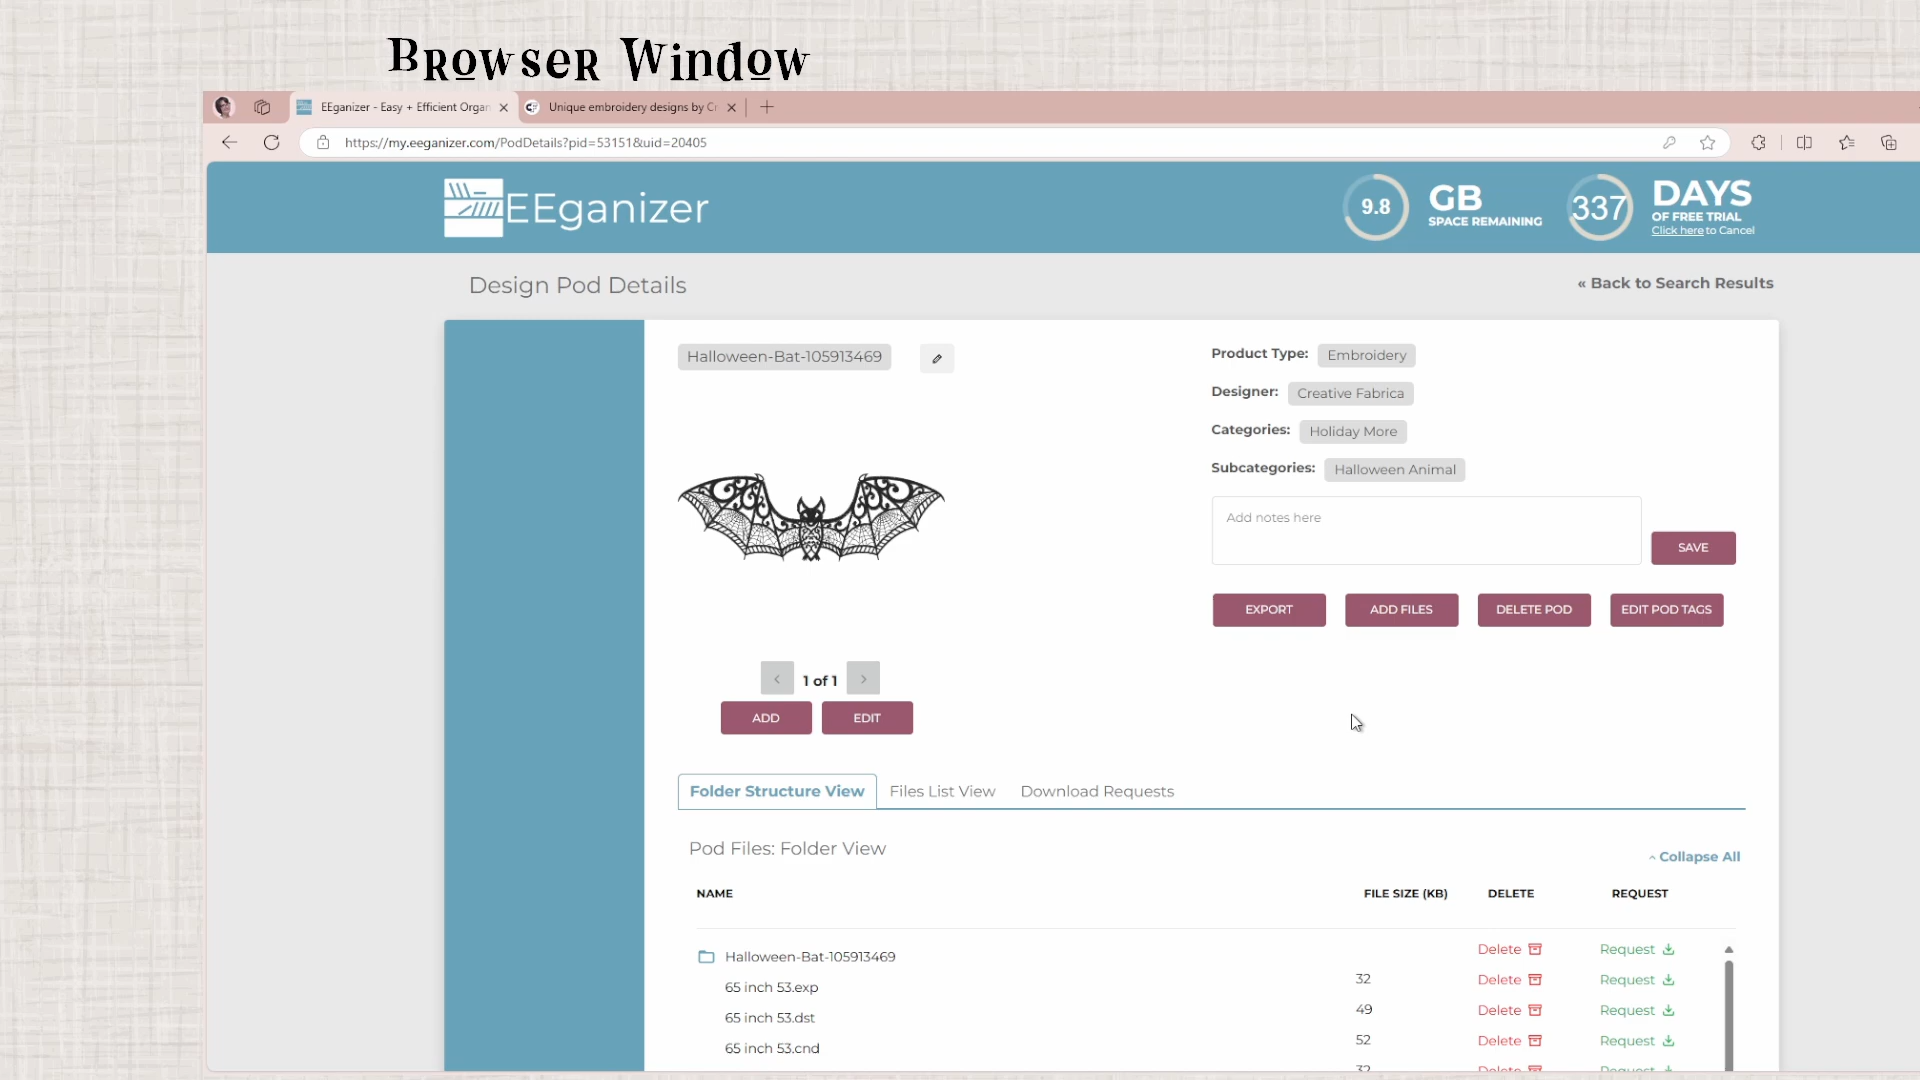 Browser Window
EEganizer - Easy + Efficient Organ
Unique embroidery designs by Cr
https://my.eeganizer.com/PodDetails?pid=53151&uid=20405
EEganizer
9.8
GB
SPACE REMAINING
337
DAYS
OF FREE TRIAL
Click here to Cancel
Design Pod Details
« Back to Search Results
Halloween-Bat-105913469
Product Type: Embroidery
Designer: Creative Fabrica
Categories: Holiday More
Subcategories: Halloween Animal
Add notes here
SAVE
EXPORT
ADD FILES
DELETE POD
EDIT POD TAGS
1 of 1
ADD
EDIT
Folder Structure View
Files List View
Download Requests
Pod Files: Folder View
Collapse All
NAME FILE SIZE (KB) DELETE REQUEST
Halloween-Bat-105913469 Delete Request
65 inch 53.exp 32 Delete Request
65 inch 53.dst 49 Delete Request
65 inch 53.cnd 52 Delete Request
32 Delete Request